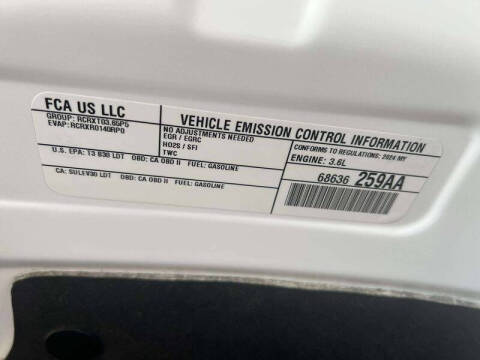 FCA US LLC
GROUP: RCRXT03.65P5
EVAP: RCRXR0140RP0
VEHICLE EMISSION CONTROL INFORMATION
NO ADJUSTMENTS NEEDED
EGR / EGRC
HO2S / SFI
TWC
CONFORMS TO REGULATIONS: 2024 MY
ENGINE: 3.6L
U.S. EPA: T3 B30 LDT OBD: CA OBD II FUEL: GASOLINE
CA: SULEV30 LDT OBD: CA OBD II FUEL: GASOLINE
68636 259AA